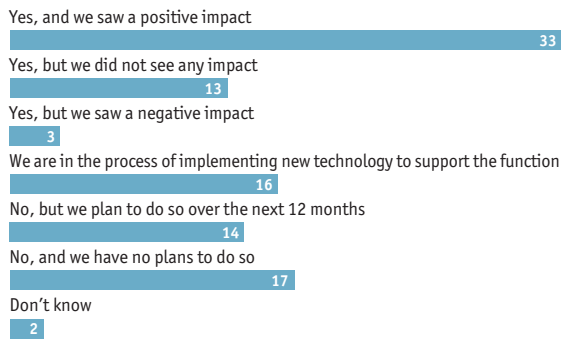 Yes, and we saw a positive impact
33
Yes, but we did not see any impact
13
Yes, but we saw a negative impact
3
We are in the process of implementing new technology to support the function
16
No, but we plan to do so over the next 12 months
14
No, and we have no plans to do so
17
Don’t know
2